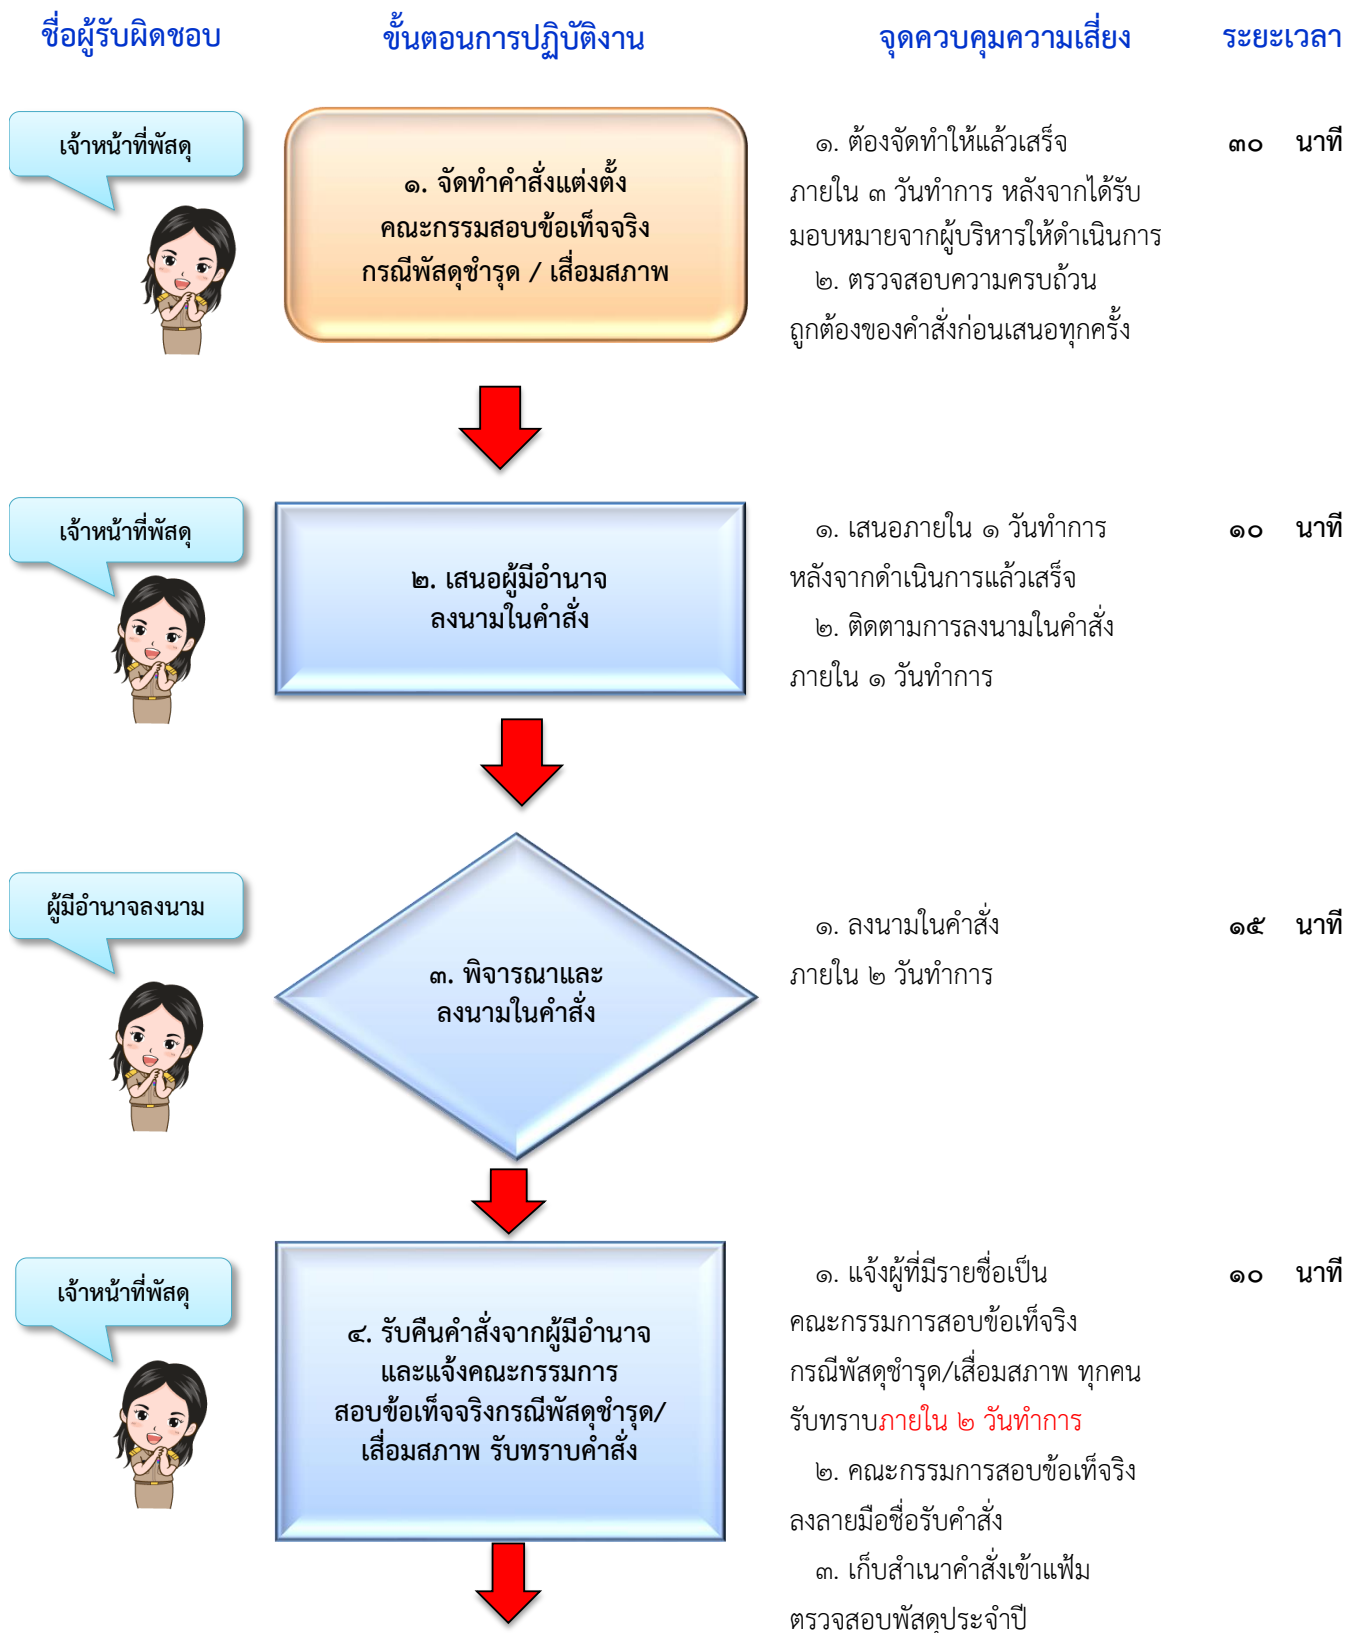 ชื่อผู้รับผิดชอบ
ขั้นตอนการปฏิบัติงาน
จุดควบคุมความเสี่ยง
ระยะเวลา
เจ้าหน้าที่พัสดุ
๑. จัดทำคำสั่งแต่งตั้ง
คณะกรรมสอบข้อเท็จจริง
กรณีพัสดุชำรุด / เสื่อมสภาพ
๑. ต้องจัดทำให้แล้วเสร็จ
ภายใน ๓ วันทำการ หลังจากได้รับ
มอบหมายจากผู้บริหารให้ดำเนินการ
๒. ตรวจสอบความครบถ้วน
ถูกต้องของคำสั่งก่อนเสนอทุกครั้ง
๓๐ นาที
เจ้าหน้าที่พัสดุ
๒. เสนอผู้มีอำนาจ
ลงนามในคำสั่ง
๑. เสนอภายใน ๑ วันทำการ
หลังจากดำเนินการแล้วเสร็จ
๒. ติดตามการลงนามในคำสั่ง
ภายใน ๑ วันทำการ
๑๐ นาที
ผู้มีอำนาจลงนาม
๓. พิจารณาและ
ลงนามในคำสั่ง
๑. ลงนามในคำสั่ง
ภายใน ๒ วันทำการ
๑๕ นาที
เจ้าหน้าที่พัสดุ
๔. รับคืนคำสั่งจากผู้มีอำนาจ
และแจ้งคณะกรรมการ
สอบข้อเท็จจริงกรณีพัสดุชำรุด/
เสื่อมสภาพ รับทราบคำสั่ง
๑. แจ้งผู้ที่มีรายชื่อเป็น
คณะกรรมการสอบข้อเท็จจริง
กรณีพัสดุชำรุด/เสื่อมสภาพ ทุกคน
รับทราบภายใน ๒ วันทำการ
๒. คณะกรรมการสอบข้อเท็จจริง
ลงลายมือชื่อรับคำสั่ง
๓. เก็บสำเนาคำสั่งเข้าแฟ้ม
ตรวจสอบพัสดุประจำปี
๑๐ นาที